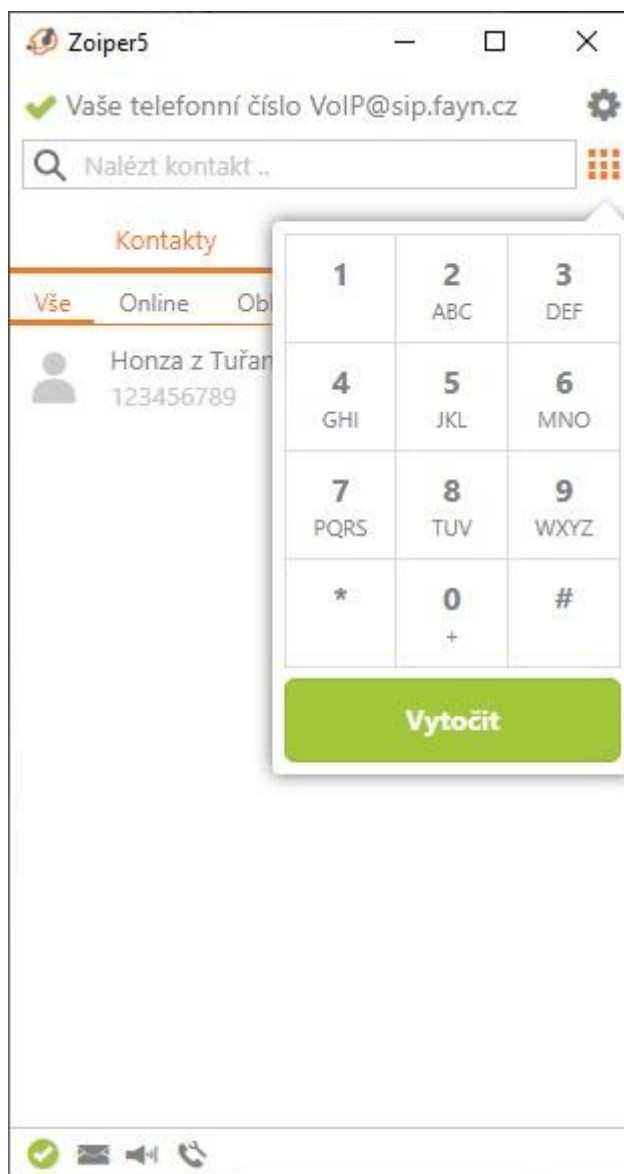 Zoiper5
Vaše telefonní číslo VoIP@sip.fayn.cz
Nalézt kontakt ..
Kontakty
Vše Online
Honza z
123456789
1 2 3
ABC DEF
4 5 6
GHI JKL MNO
7 8 9
PQRS TUV WXYZ
* 0 #
+
Vytočit